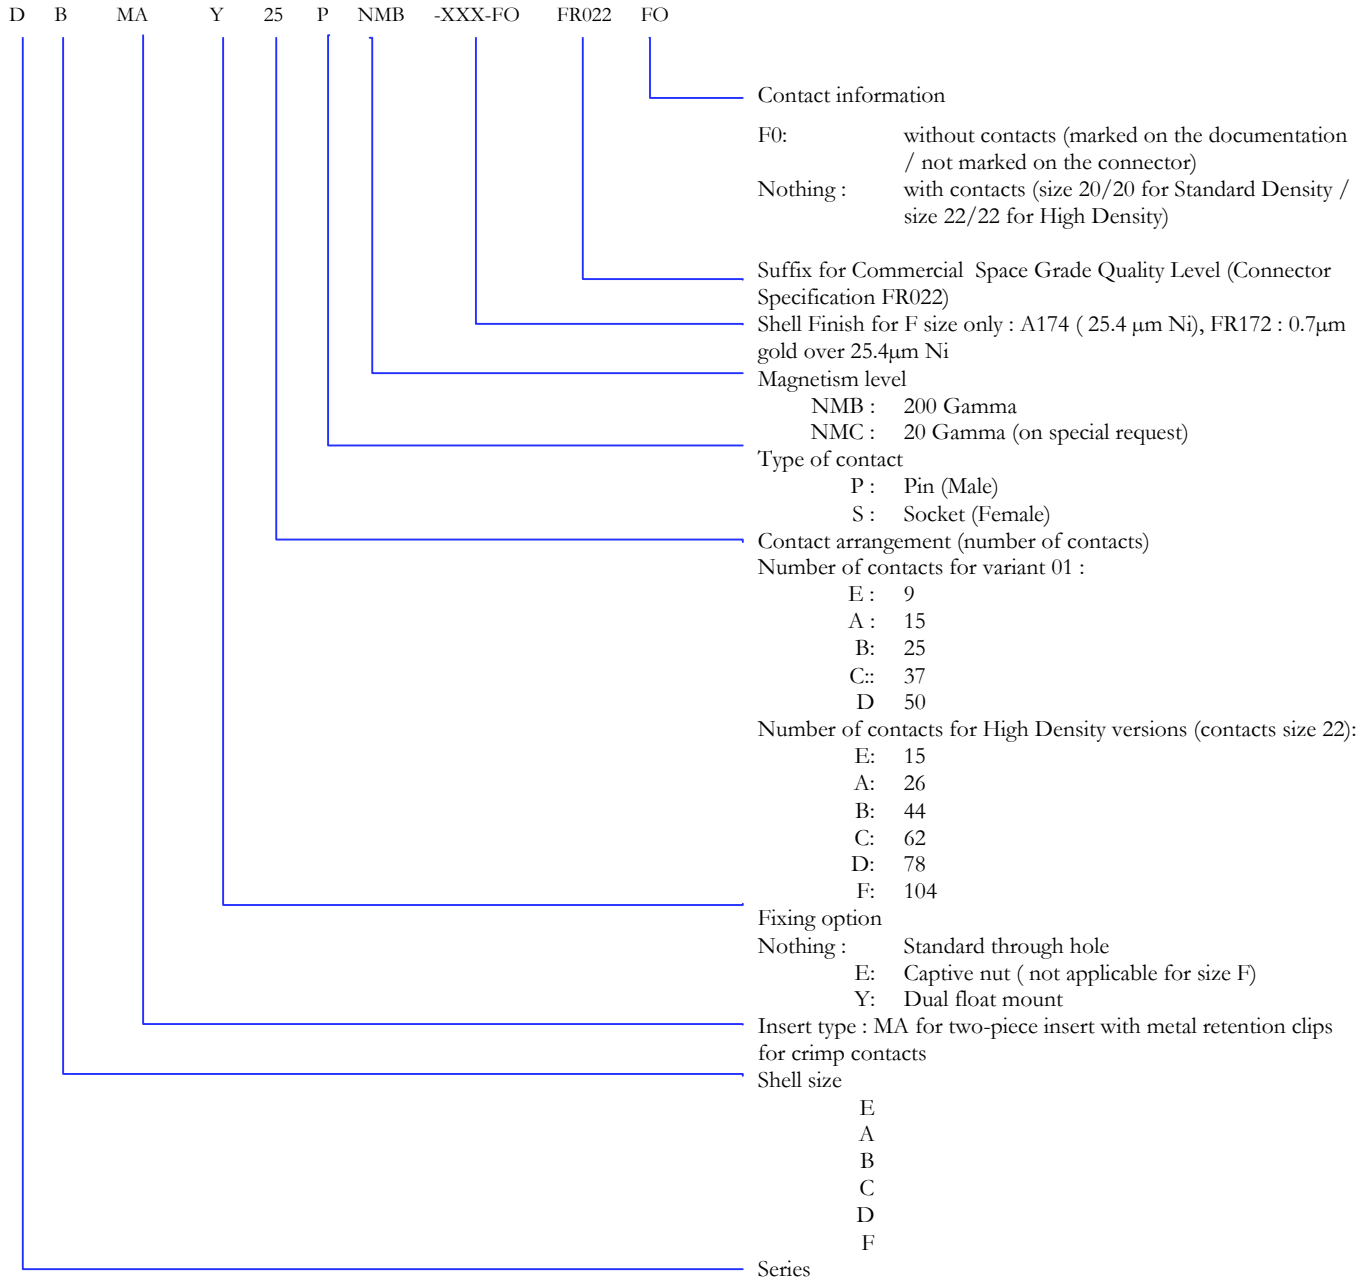 D B MA Y 25 P NMB -XXX-FO FR022 FO
Contact information
F0: without contacts (marked on the documentation
/ not marked on the connector)
Nothing : with contacts (size 20/20 for Standard Density /
size 22/22 for High Density)
Suffix for Commercial Space Grade Quality Level (Connector
Specification FR022)
Shell Finish for F size only : A174 ( 25.4 µm Ni), FR172 : 0.7µm
gold over 25.4µm Ni
Magnetism level
NMB : 200 Gamma
NMC : 20 Gamma (on special request)
Type of contact
P : Pin (Male)
S : Socket (Female)
Contact arrangement (number of contacts)
Number of contacts for variant 01 :
E : 9
A : 15
B: 25
C:: 37
D 50
Number of contacts for High Density versions (contacts size 22):
E: 15
A: 26
B: 44
C: 62
D: 78
F: 104
Fixing option
Nothing : Standard through hole
E: Captive nut ( not applicable for size F)
Y: Dual float mount
Insert type : MA for two-piece insert with metal retention clips
for crimp contacts
Shell size
E
A
B
C
D
F
Series